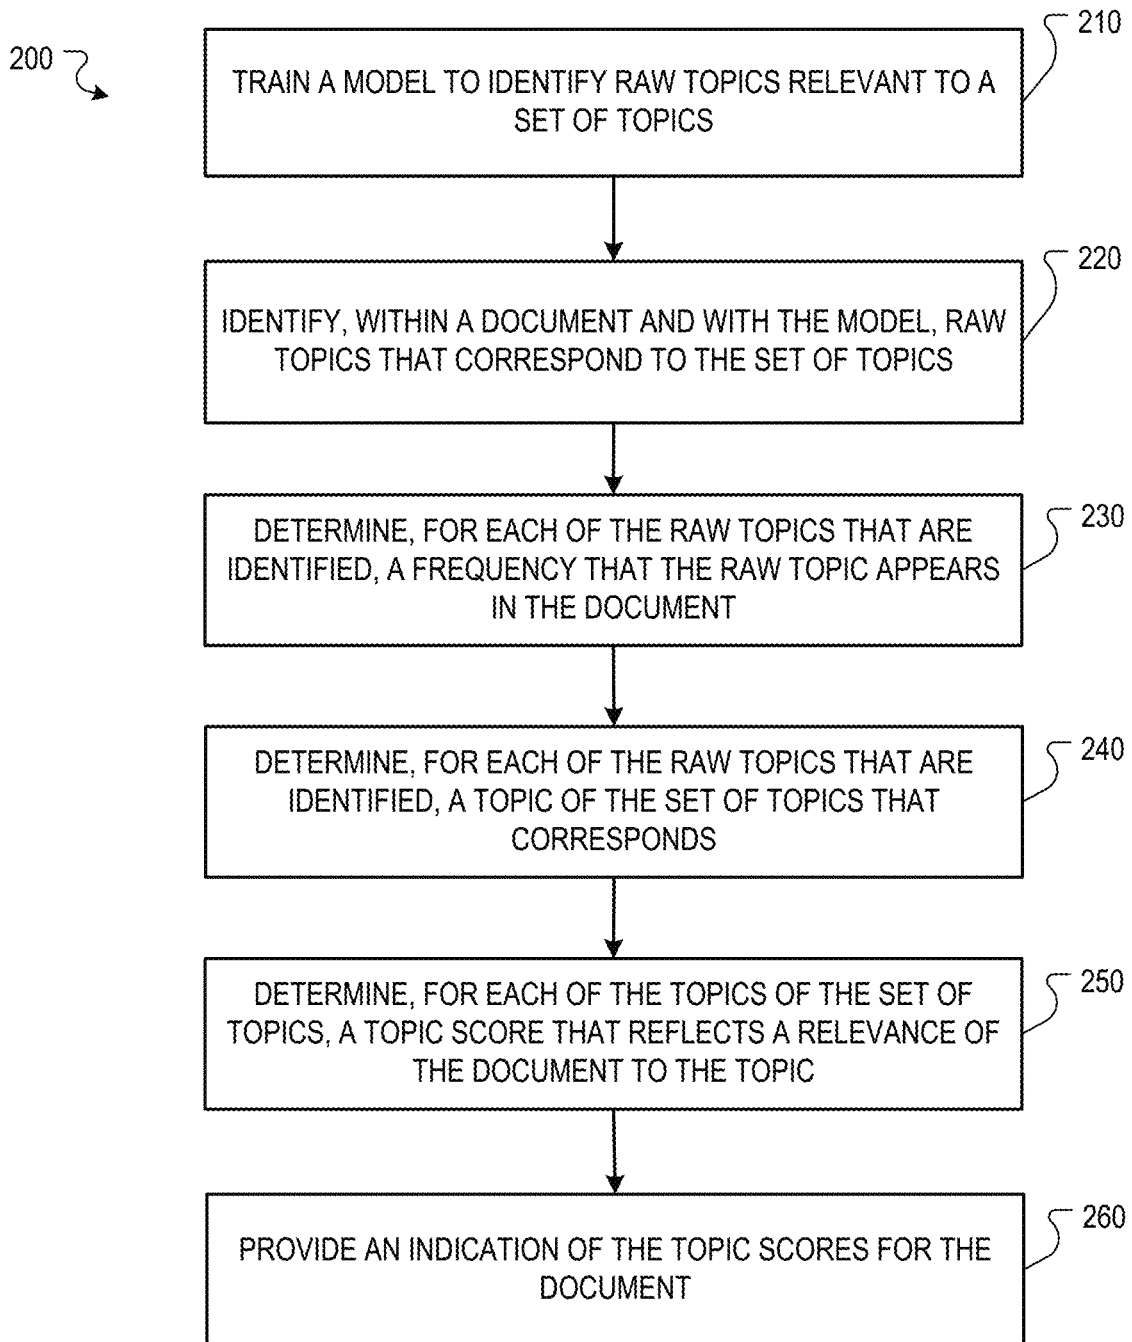 200
210
TRAIN A MODEL TO IDENTIFY RAW TOPICS RELEVANT TO A
SET OF TOPICS
220
IDENTIFY, WITHIN A DOCUMENT AND WITH THE MODEL, RAW
TOPICS THAT CORRESPOND TO THE SET OF TOPICS
230
DETERMINE, FOR EACH OF THE RAW TOPICS THAT ARE
IDENTIFIED, A FREQUENCY THAT THE RAW TOPIC APPEARS
IN THE DOCUMENT
240
DETERMINE, FOR EACH OF THE RAW TOPICS THAT ARE
IDENTIFIED, A TOPIC OF THE SET OF TOPICS THAT
CORRESPONDS
250
DETERMINE, FOR EACH OF THE TOPICS OF THE SET OF
TOPICS, A TOPIC SCORE THAT REFLECTS A RELEVANCE OF
THE DOCUMENT TO THE TOPIC
260
PROVIDE AN INDICATION OF THE TOPIC SCORES FOR THE
DOCUMENT